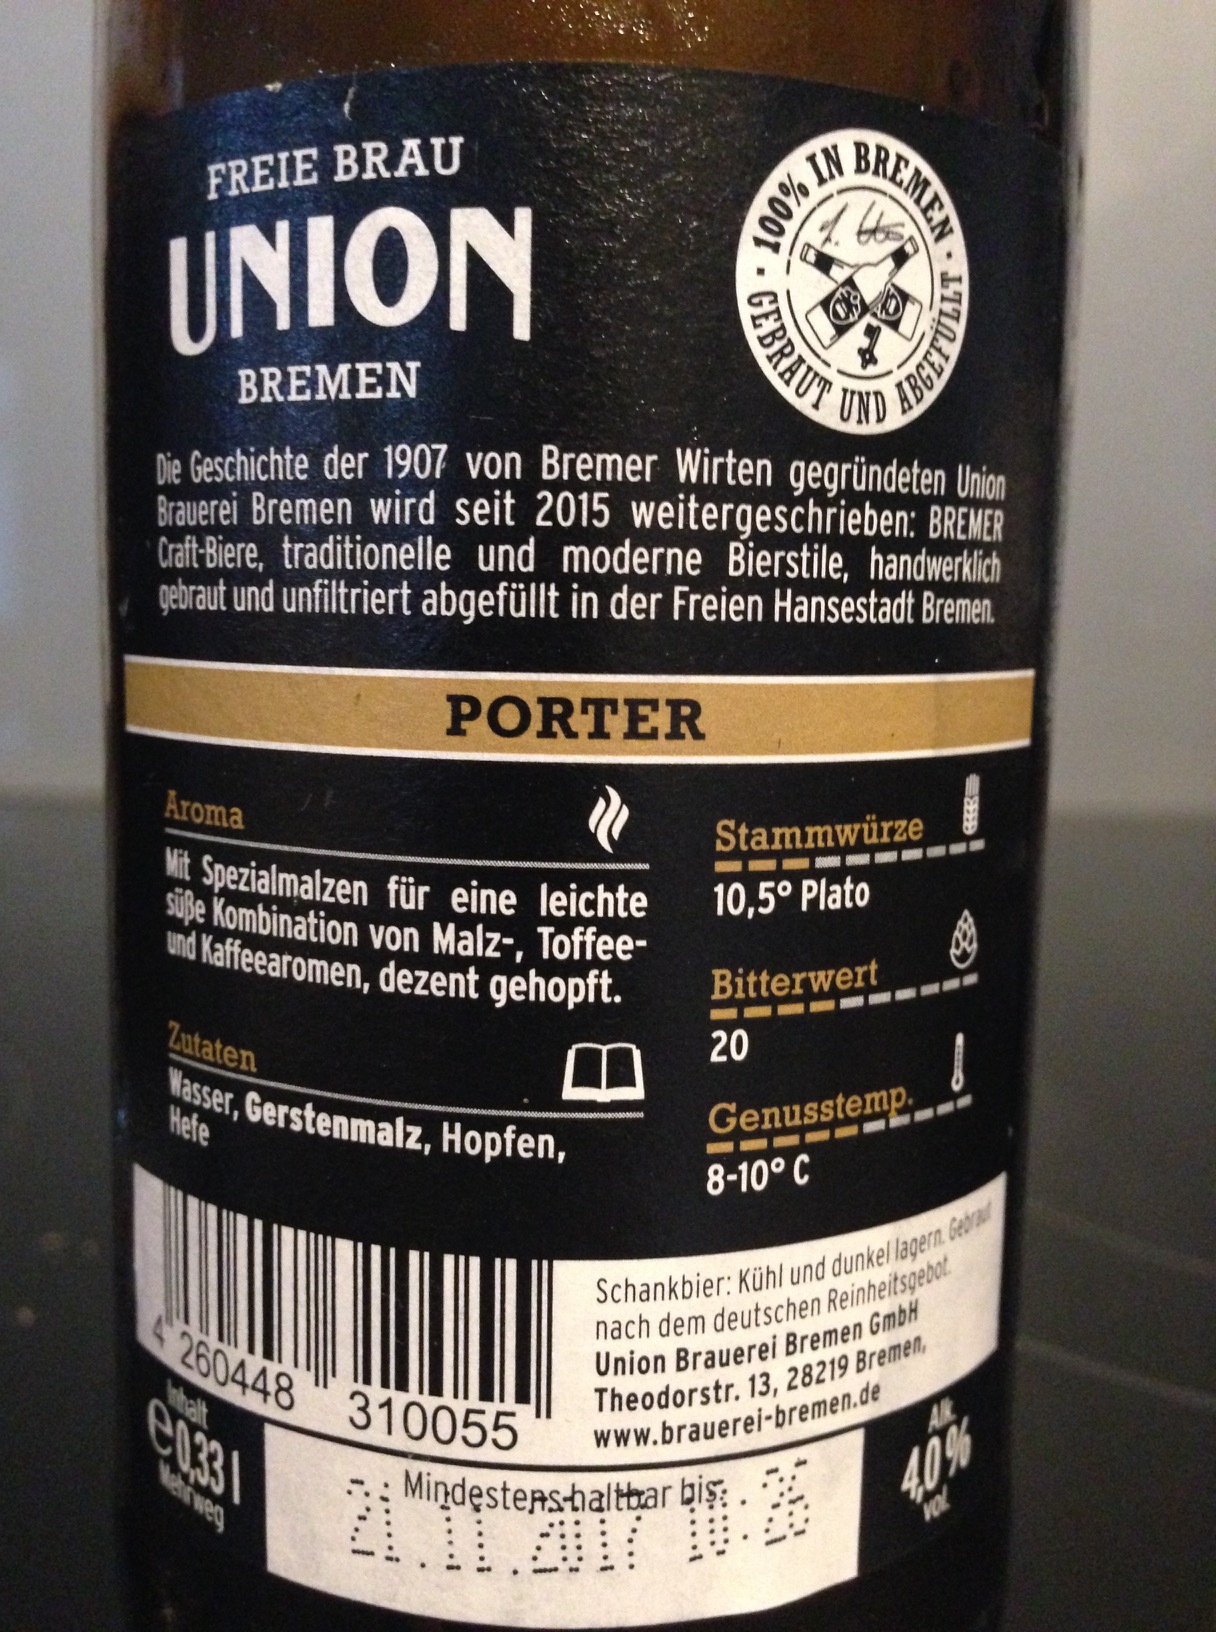 FREIE BRAU
UNION
BREMEN
100% IN BREMEN
GEBRAUT UND ABGEFÜLLT
Die Geschichte der 1907 von Bremer Wirten gegründeten Union
Brauerei Bremen wird seit 2015 weitergeschrieben: BREMER
Craft-Biere, traditionelle und moderne Bierstile, handwerklich
gebraut und unfiltriert abgefüllt in der Freien Hansestadt Bremen.
PORTER
Aroma
Mit Spezialmalzen für eine leichte
süße Kombination von Malz-, Toffee-
und Kaffeearomen, dezent gehopft.
Zutaten
Wasser, Gerstenmalz, Hopfen,
Hefe
Stammwürze
10,5° Plato
Bitterwert
20
Genusstemp.
8-10° C
4 260448 310055
Schankbier: Kühl und dunkel lagern. Gebraut
nach dem deutschen Reinheitsgebot.
Union Brauerei Bremen GmbH
Theodorstr. 13, 28219 Bremen,
www.brauerei-bremen.de
Inhalt
e 0,33 l
Mehrweg
Mindestens haltbar bis:
21.11.2017 10:26
Alk.
4,0 %
vol.